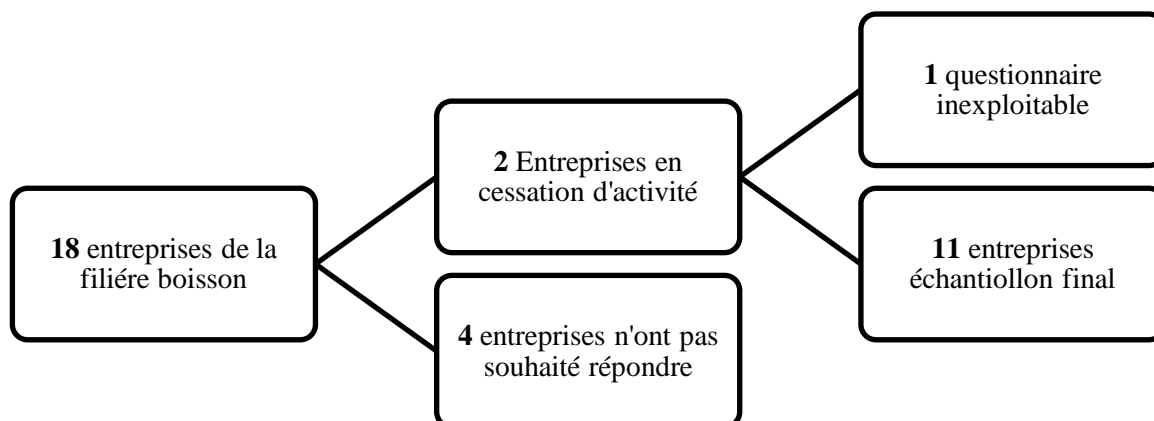 18 entreprises de la
filiére boisson
2 Entreprises en
cessation d'activité
4 entreprises n'ont pas
souhaité répondre
1 questionnaire
inexploitable
11 entreprises
échantiollon final